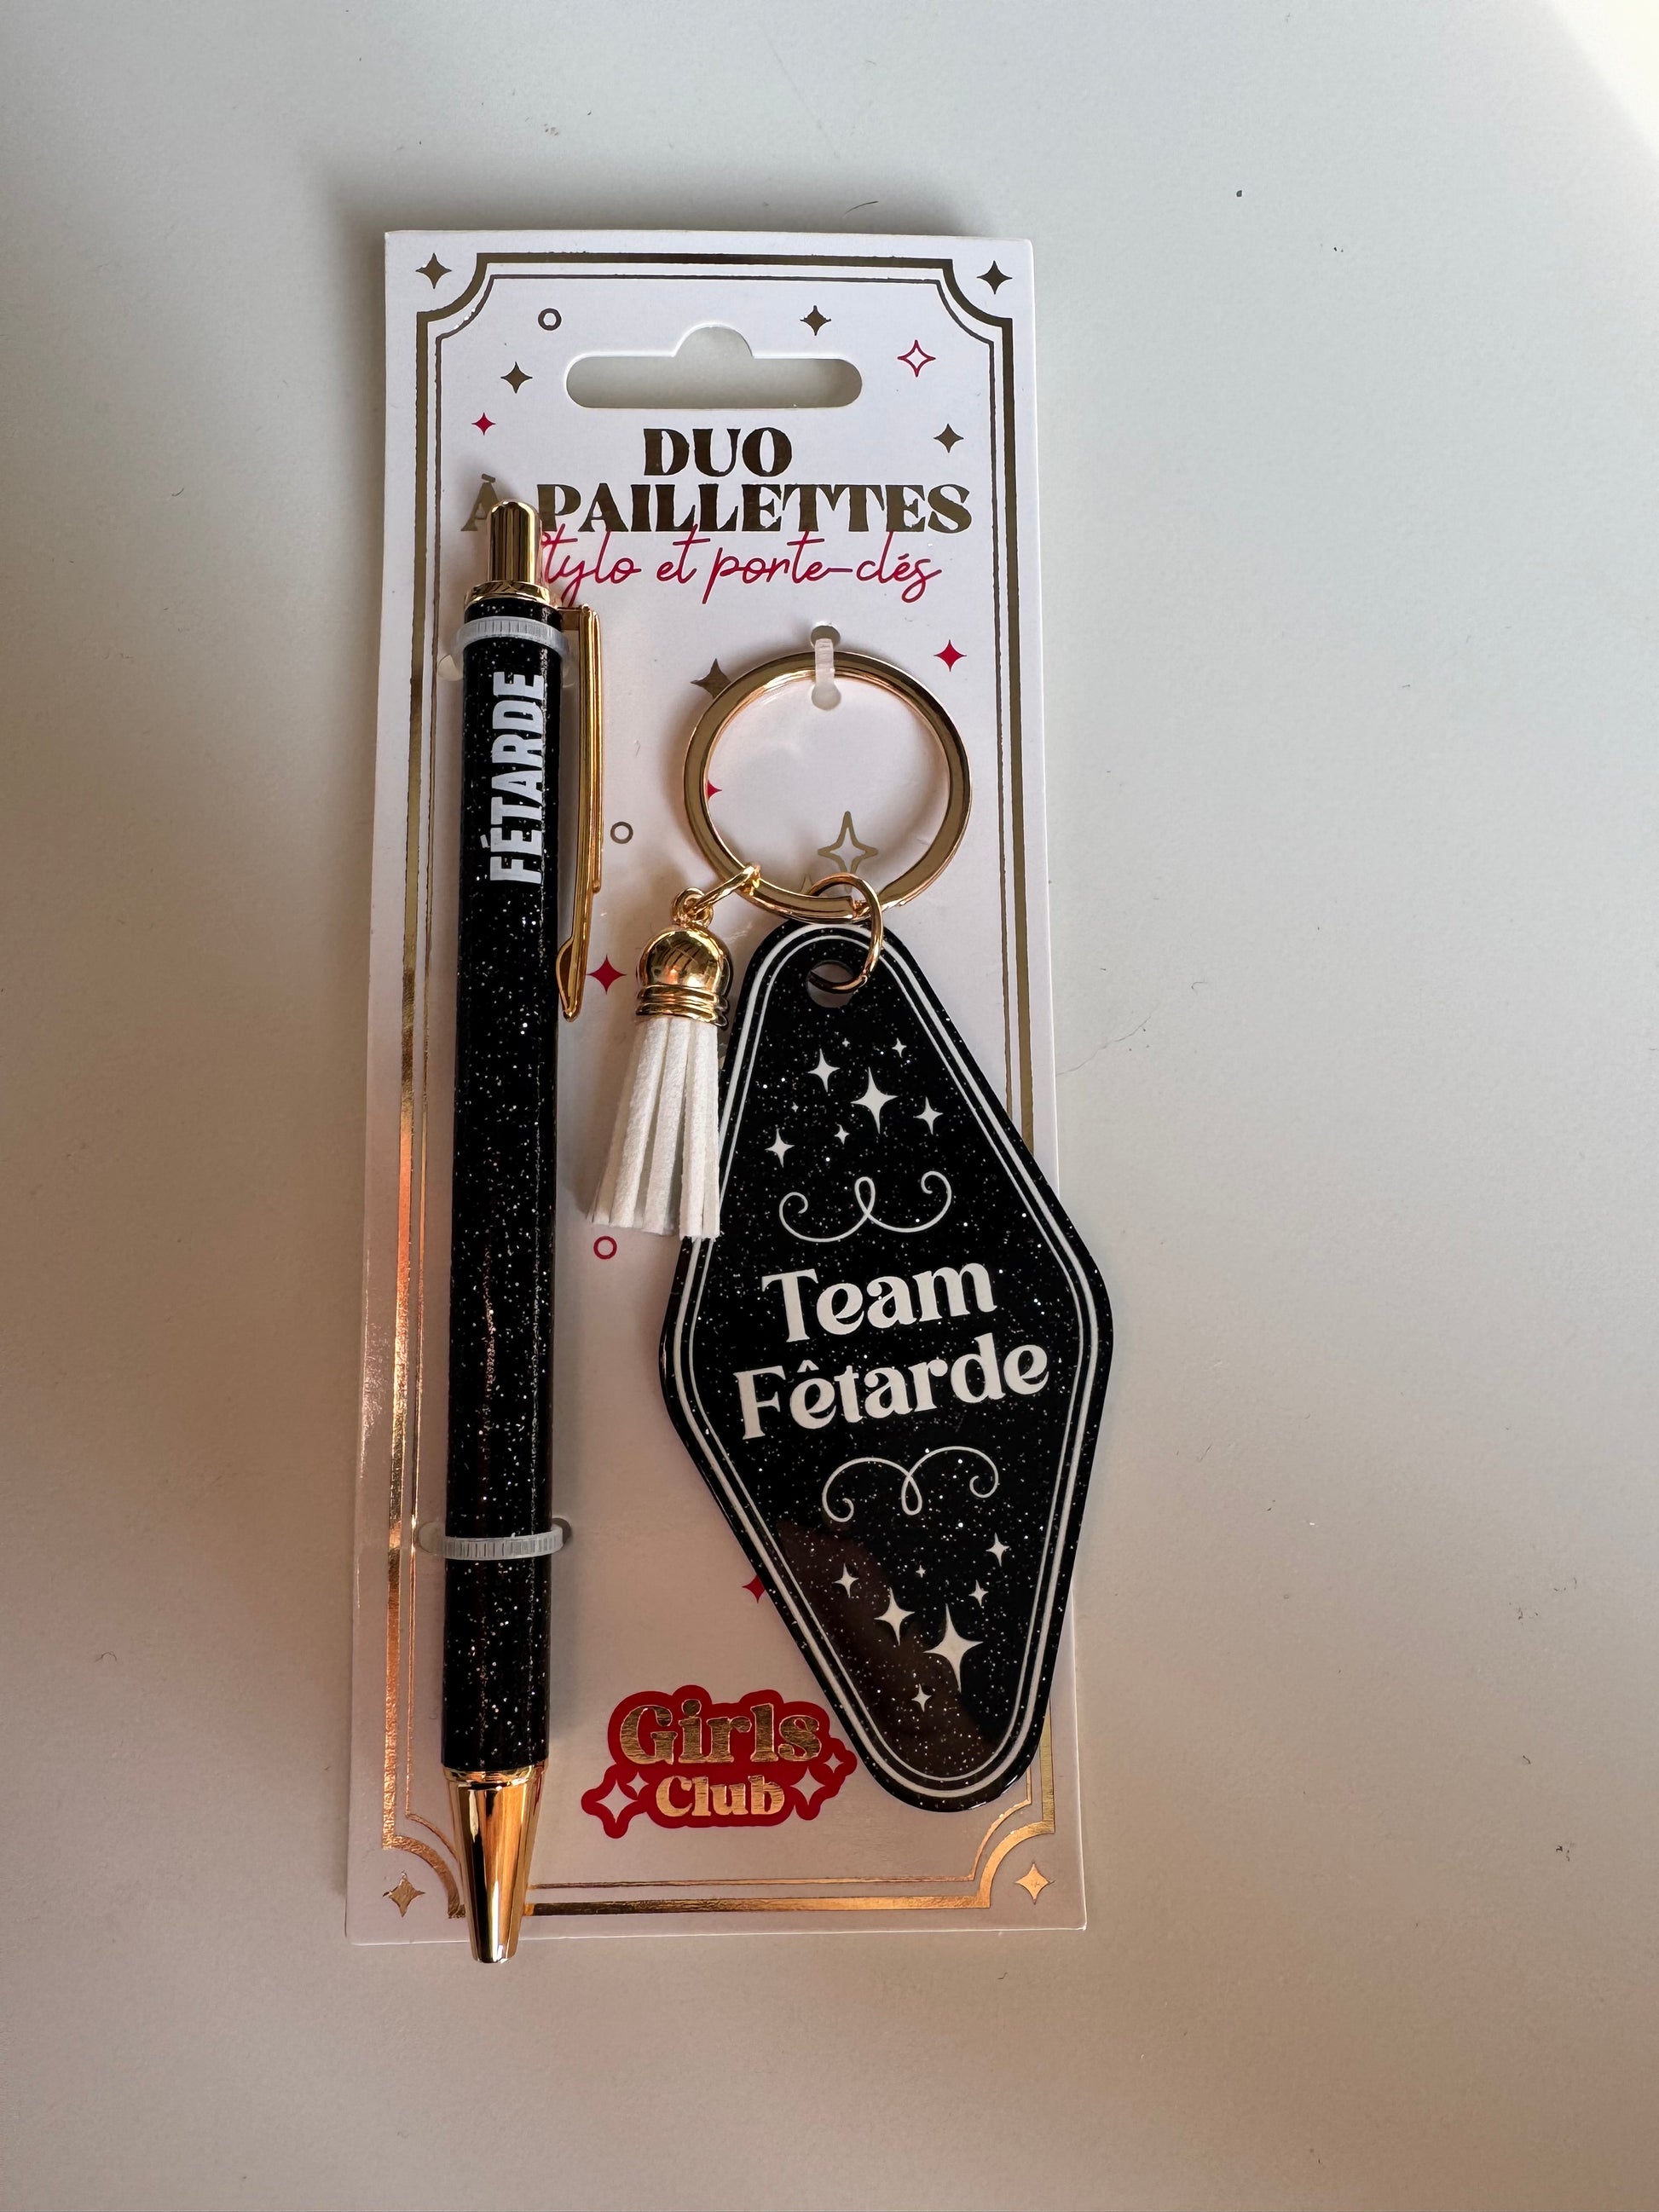 DUO
À PAILLETTES
Stylo et porte-clés
FÊTARDE
Team
Fêtarde
Girls
Club